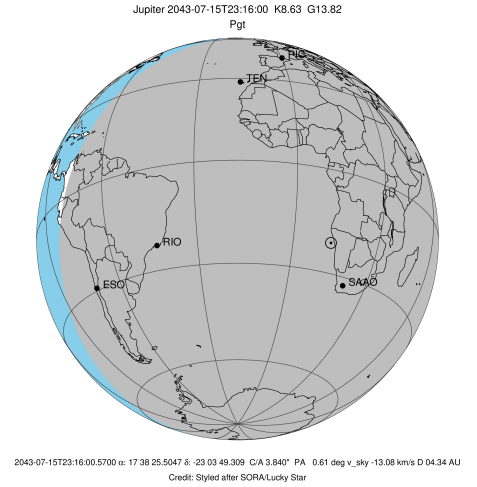 Jupiter 2043-07-15T23:16:00  K8.63  G13.82
Pgt
PIC
TEN
RIO
SAAO
ESO
2043-07-15T23:16:00.5700 α: 17 38 25.5047 δ: -23 03 49.309  C/A 3.840"  PA   0.61 deg v_sky -13.08 km/s D 04.34 AU
Credit: Styled after SORA/Lucky Star